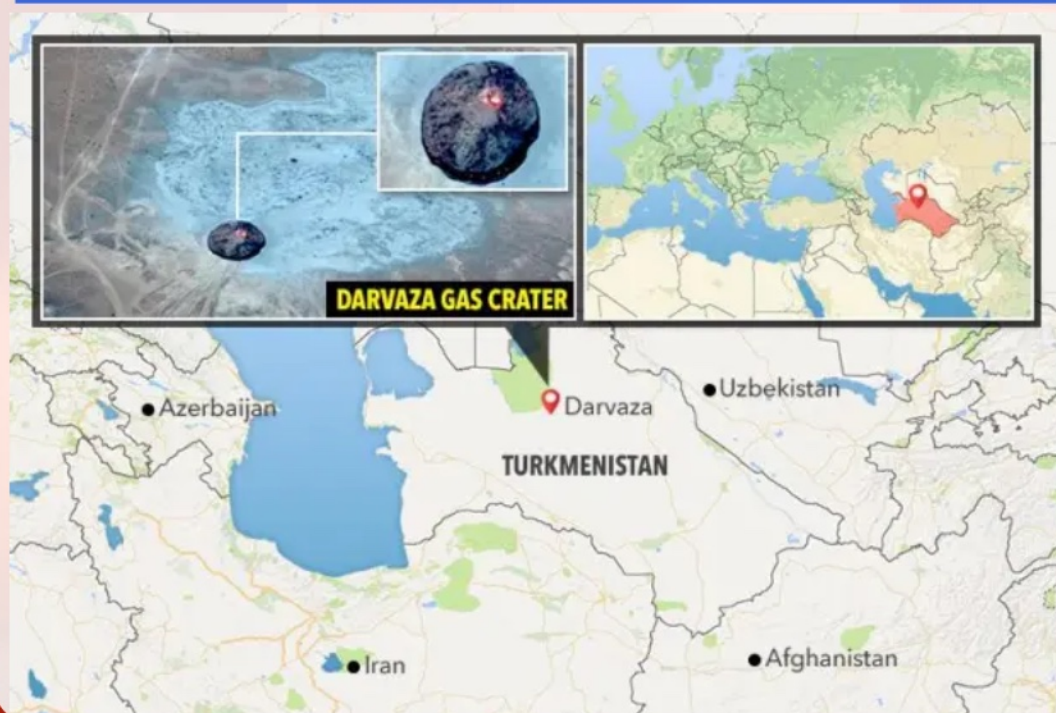 DARVAZA GAS CRATER
Uzbekistan
Azerbaijan
Darvaza
TURKMENISTAN
Afghanistan
Iran